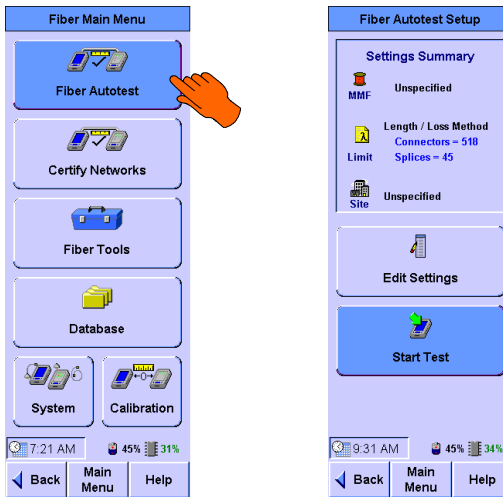 Fiber Main Menu
Fiber Autotest
Certify Networks
Fiber Tools
Database
System
Calibration
7:21 AM
45%
31%
Back
Main
Menu
Help
Fiber Autotest Setup
Settings Summary
MMF
Unspecified
Limit
Length / Loss Method
Connectors = 518
Splices = 45
Site
Unspecified
Edit Settings
Start Test
9:31 AM
45%
34%
Back
Main
Menu
Help